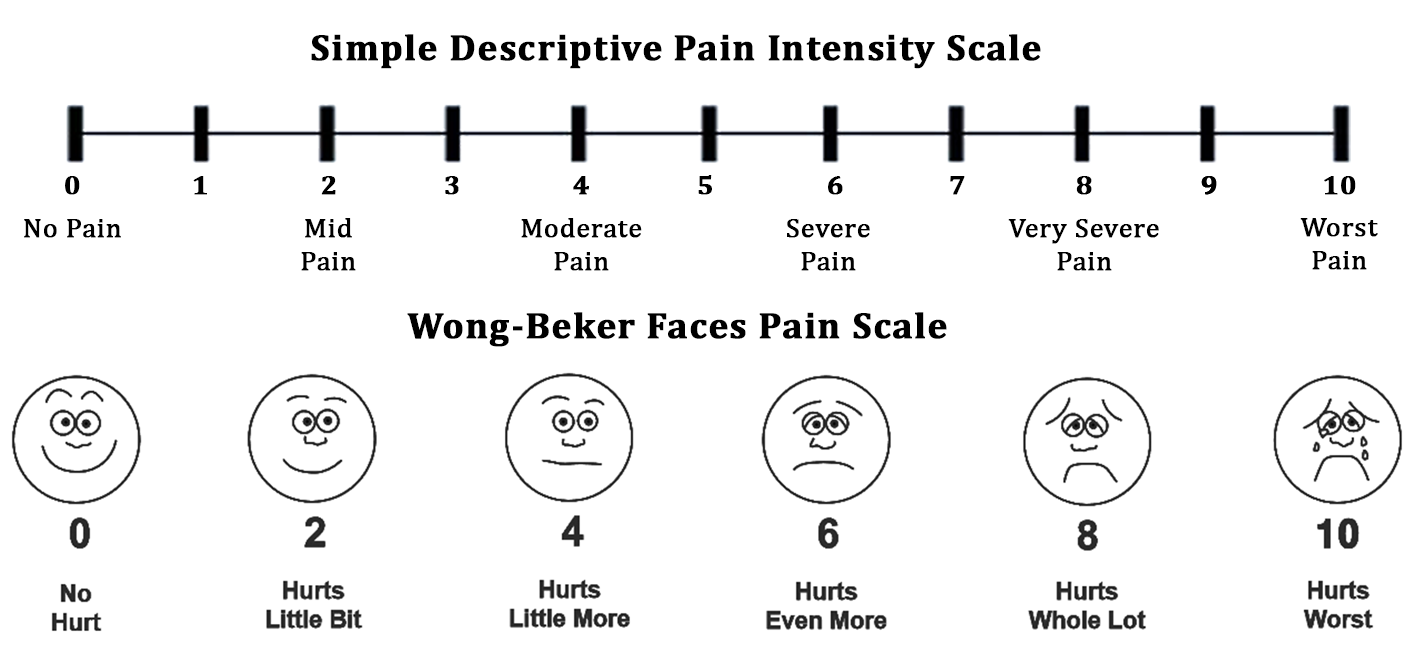 Simple Descriptive Pain Intensity Scale
0 1 2 3 4 5 6 7 8 9 10
No Pain Mid Moderate Severe Very Severe Worst
Pain Pain Pain Pain Pain
Wong-Beker Faces Pain Scale
0 2 4 6 8 10
No Hurts Hurts Hurts Hurts Hurts
Hurt Little Bit Little More Even More Whole Lot Worst